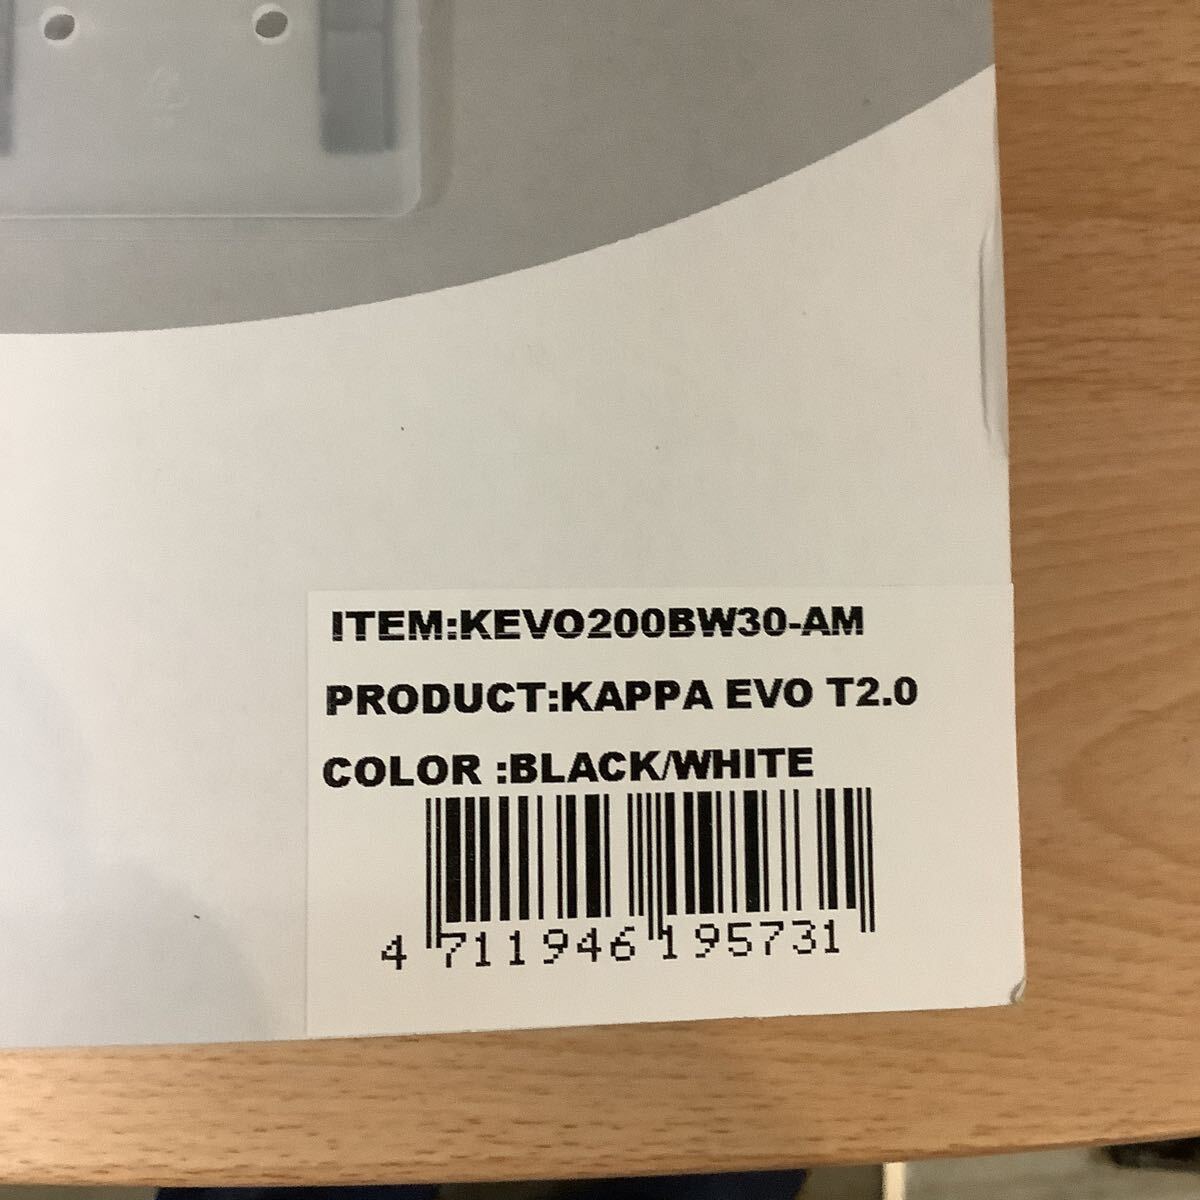 ITEM:KEVO200BW30-AM
PRODUCT:KAPPA EVO T2.0
COLOR :BLACK/WHITE
4 711946 195731